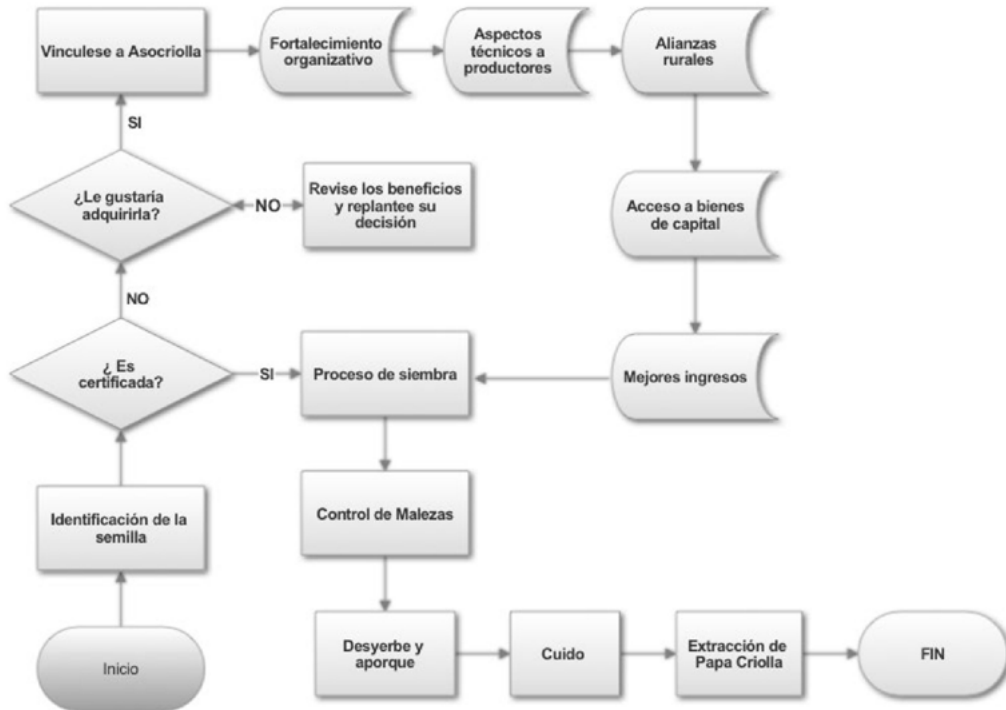 Vinculese a Asocriolla
Fortalecimiento
organizativo
Aspectos
técnicos a
productores
Alianzas
rurales
SI
¿Le gustaría
adquirirla?
NO
Revise los beneficios
y replantee su
decisión
Acceso a bienes
de capital
NO
¿ Es
certificada?
SI
Proceso de siembra
Mejores ingresos
Identificación de la
semilla
Control de Malezas
Inicio
Desyerbe y
aporque
Cuido
Extracción de
Papa Criolla
FIN